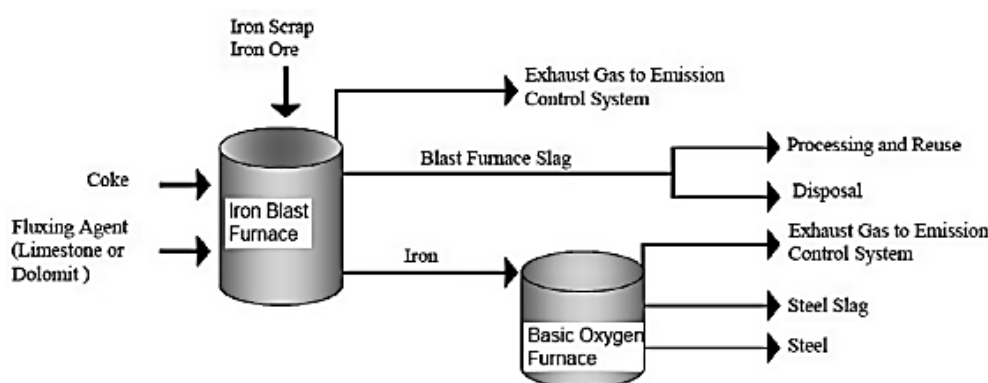 Iron Scrap
Iron Ore
Exhaust Gas to Emission
Control System
Blast Furnace Slag
Processing and Reuse
Disposal
Coke
Fluxing Agent
(Limestone or
Dolomit )
Iron Blast
Furnace
Iron
Exhaust Gas to Emission
Control System
Steel Slag
Steel
Basic Oxygen
Furnace